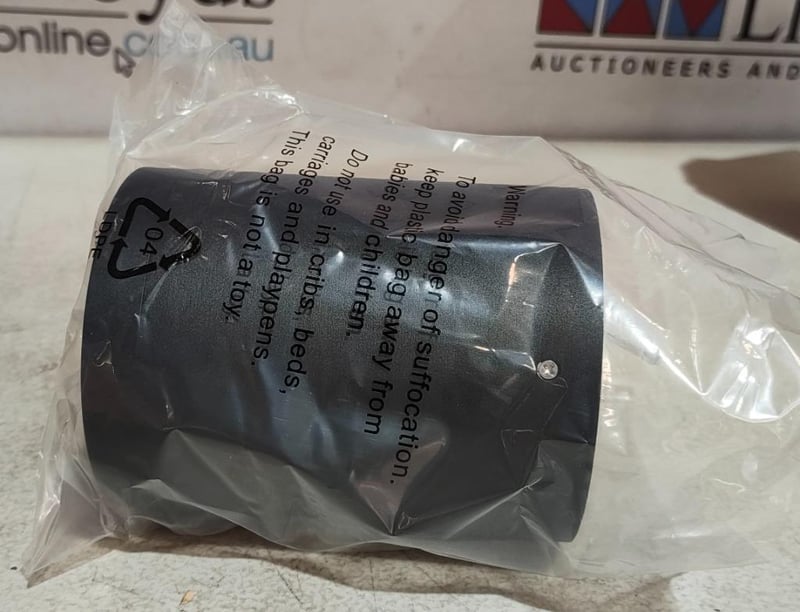 online.com.au
AUCTIONEERS AND
Warning.
To avoid danger of suffocation.
keep plastic bag away from
babies and children.
Do not use in cribs, beds,
carriages and playpens.
This bag is not a toy.
04
LDPE